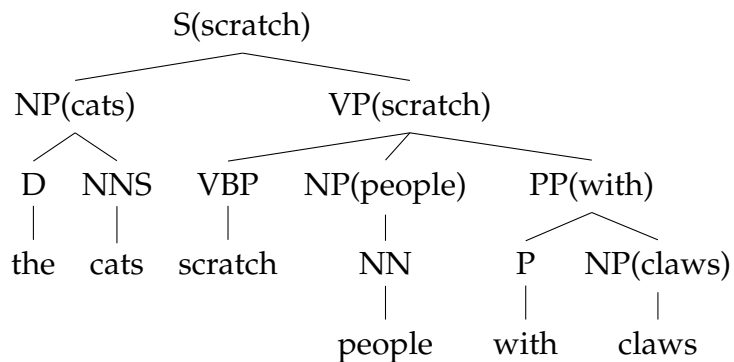 S(scratch)
NP(cats) VP(scratch)
D NNS VBP NP(people) PP(with)
the cats scratch NN P NP(claws)
people with claws